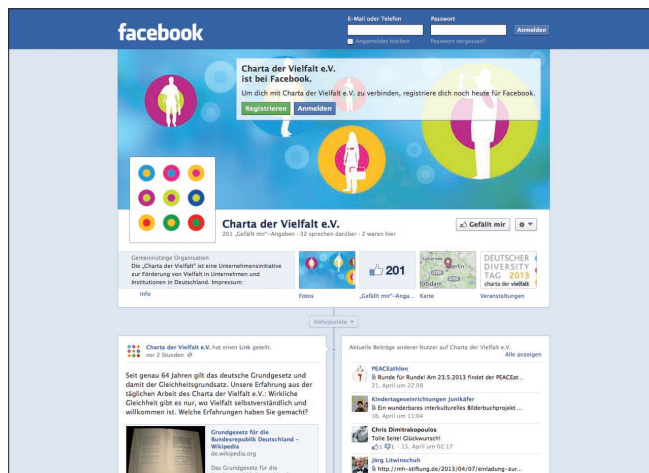 facebook
E-Mail oder Telefon
Passwort
Anmelden
Angemeldet bleiben
Passwort vergessen?
Charta der Vielfalt e.V.
ist bei Facebook.
Um dich mit Charta der Vielfalt e.V. zu verbinden, registriere dich noch heute für Facebook.
Registrieren
Anmelden
Charta der Vielfalt e.V.
201 „Gefällt mir“-Angaben · 32 sprechen darüber · 2 waren hier
Gefällt mir
Gemeinnützige Organisation
Die „Charta der Vielfalt“ ist eine Unternehmensinitiative
zur Förderung von Vielfalt in Unternehmen und
Institutionen in Deutschland. Impressum:
Info
Fotos
201
„Gefällt mir“-Anga...
Berlin
otsdam
Karte
DEUTSCHER
DIVERSITY
TAG 2013
charta der vielfalt
Veranstaltungen
Höhepunkte
Charta der Vielfalt e.V. hat einen Link geteilt.
vor 2 Stunden
Seit genau 64 Jahren gilt das deutsche Grundgesetz und
damit der Gleichheitsgrundsatz. Unsere Erfahrung aus der
täglichen Arbeit des Charta der Vielfalt e.V.: Wirkliche
Gleichheit gibt es nur, wo Vielfalt selbstverständlich und
willkommen ist. Welche Erfahrungen haben Sie gemacht?
Grundgesetz für die
Bundesrepublik Deutschland –
Wikipedia
de.wikipedia.org
Das Grundgesetz für die
Aktuelle Beiträge anderer Nutzer auf Charta der Vielfalt e.V.
Alle anzeigen
PEACEathlon
Runde für Runde! Am 23.5.2013 findet der PEACEat...
21. April um 22:09
Kindertageseinrichtungen Junikäfer
Ein wunderbares interkulturelles Bilderbuchprojekt ...
16. April um 11:04
Chris Dimitrakopoulos
Tolle Seite! Glückwunsch!
1 1 · 15. April um 02:17
Jörg Litwinschuh
http://mh-stiftung.de/2013/04/07/einladung-zur...